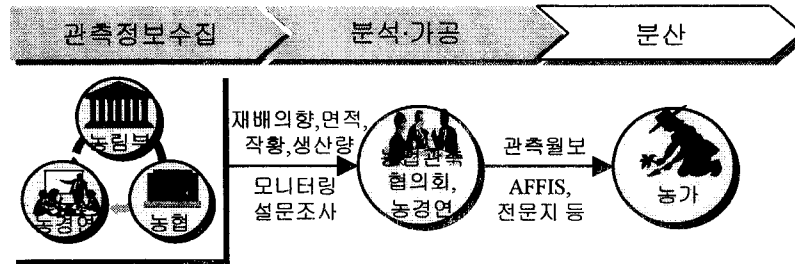 관측정보수집
분석·가공
분산
농림부
농경연
농협
재배의향,면적,
작황,생산량
모니터링
설문조사
농업관측
협의회,
농경연
관측월보
AFFIS,
전문지 등
농가